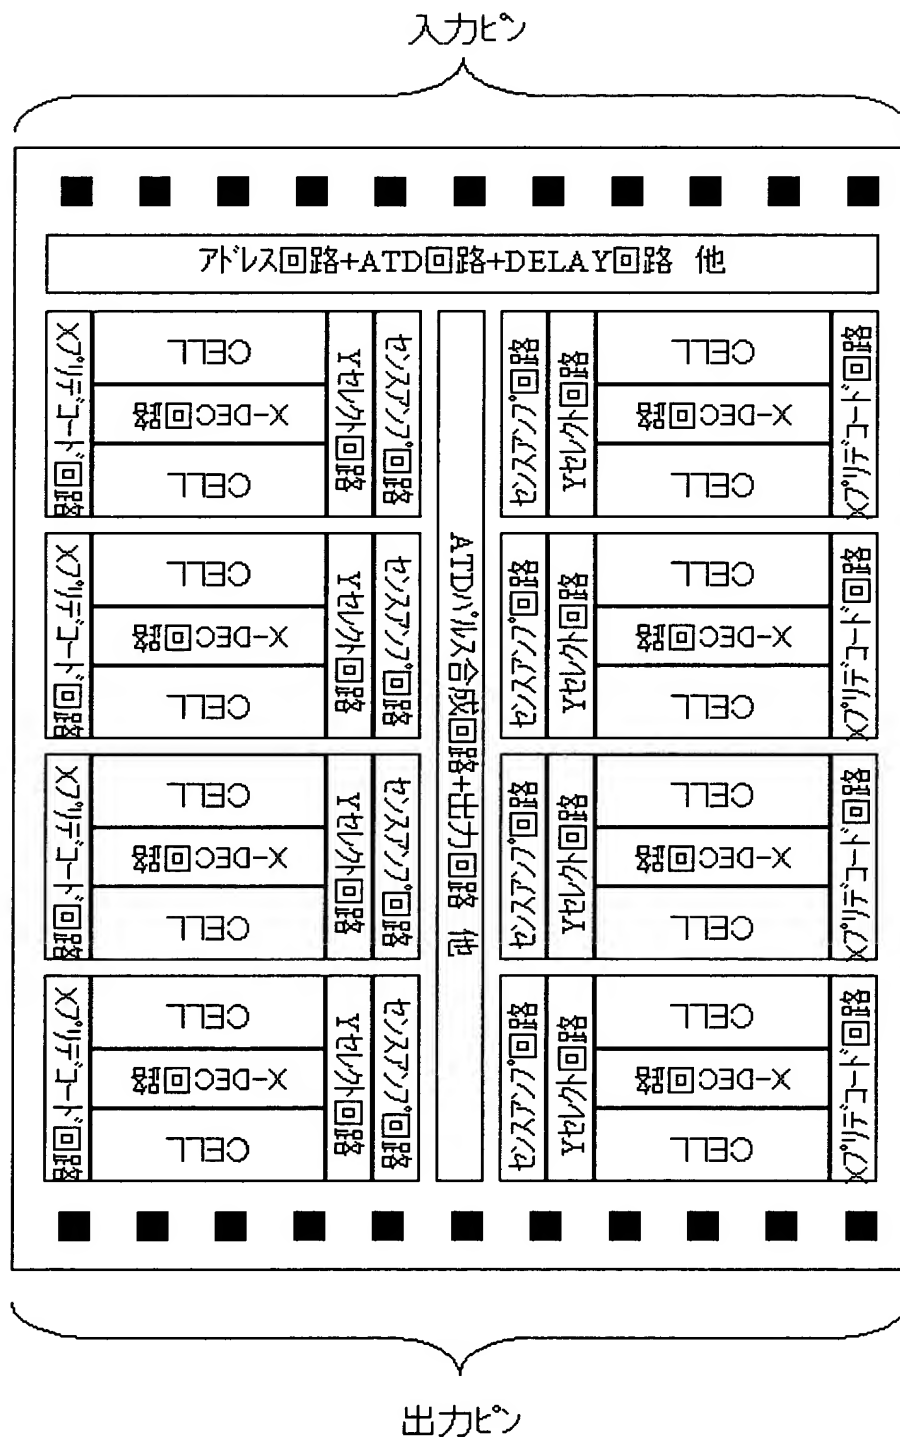 入力ピン
アドレス回路+ATD回路+DELAY回路 他
Xプリデコード回路
CELL
X-DEC回路
CELL
Yセレクト回路
センスアンプ回路
センスアンプ回路
Yセレクト回路
CELL
X-DEC回路
CELL
Xプリデコード回路
Xプリデコード回路
CELL
X-DEC回路
CELL
Yセレクト回路
センスアンプ回路
ATDパルス合成回路+出力回路 他
センスアンプ回路
Yセレクト回路
CELL
X-DEC回路
CELL
Xプリデコード回路
Xプリデコード回路
CELL
X-DEC回路
CELL
Yセレクト回路
センスアンプ回路
センスアンプ回路
Yセレクト回路
CELL
X-DEC回路
CELL
Xプリデコード回路
Xプリデコード回路
CELL
X-DEC回路
CELL
Yセレクト回路
センスアンプ回路
センスアンプ回路
Yセレクト回路
CELL
X-DEC回路
CELL
Xプリデコード回路
出力ピン